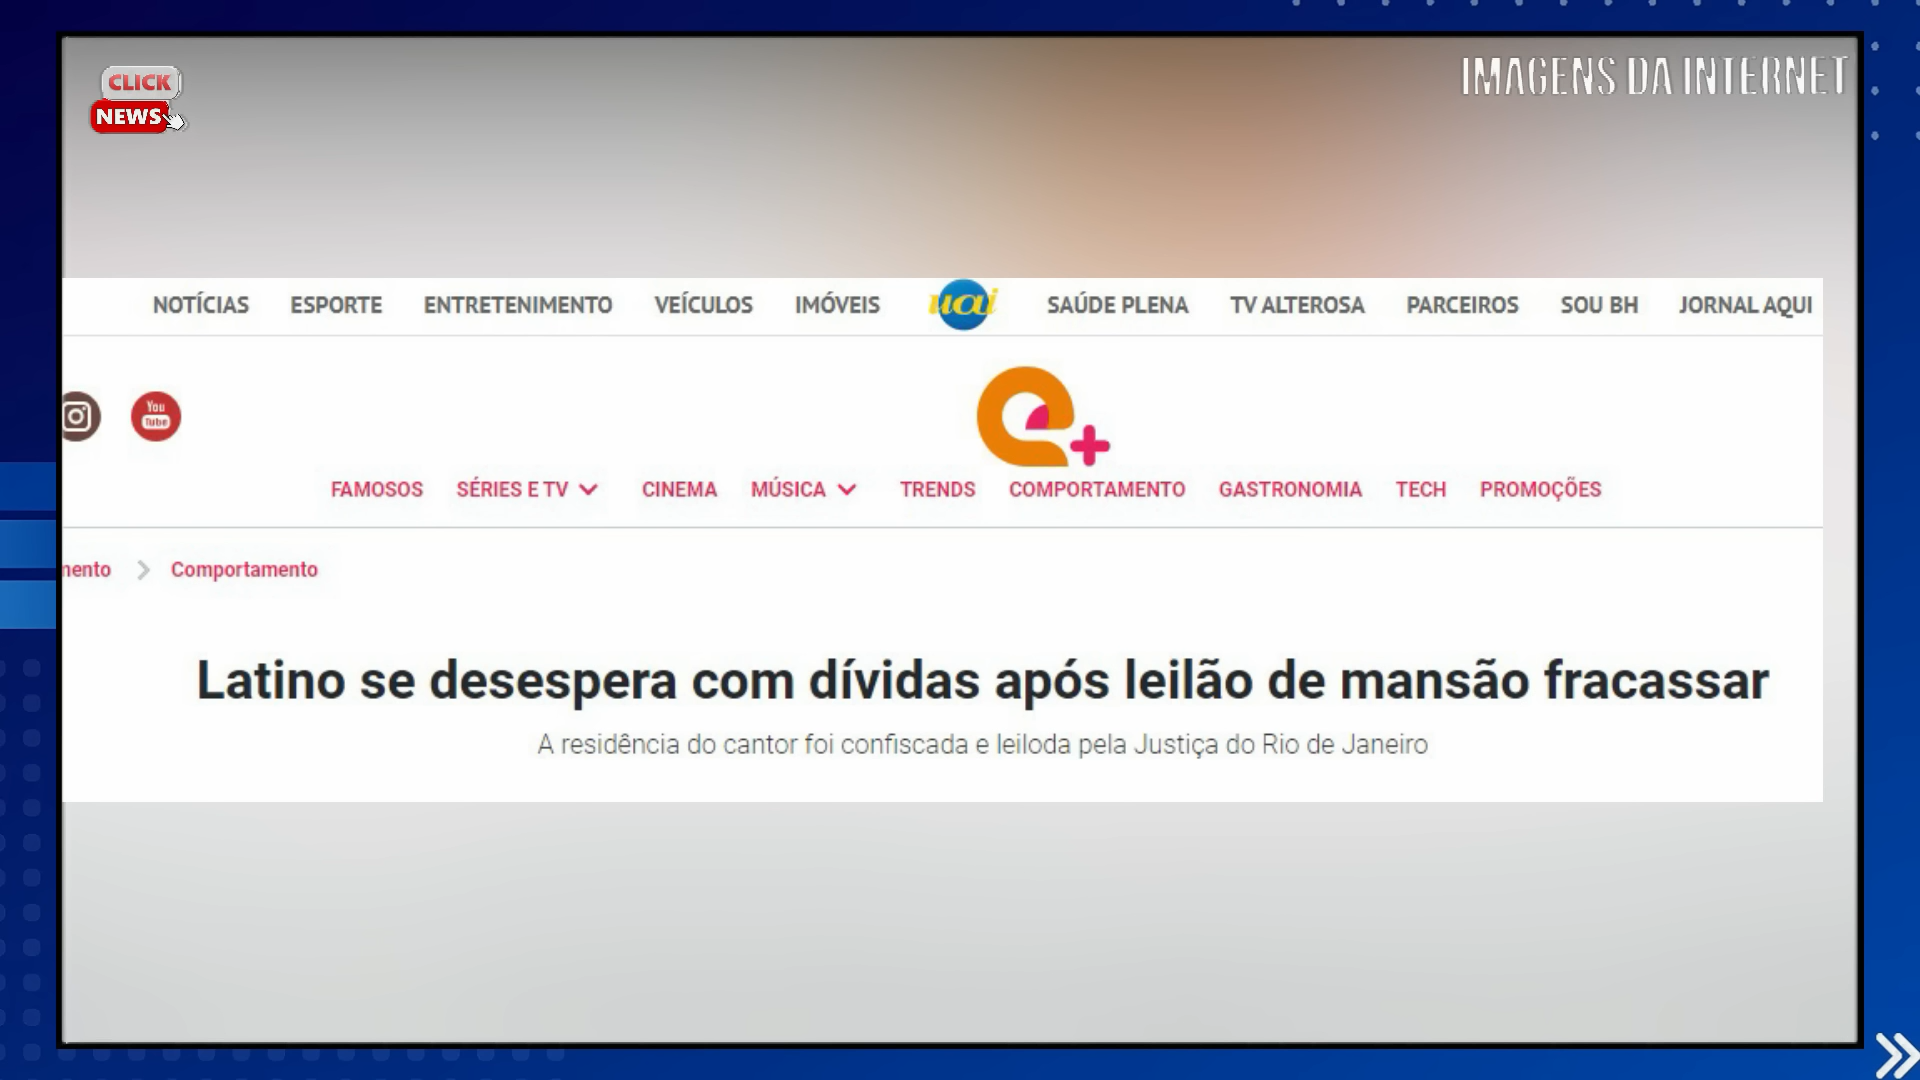 CLICK
NEWS
IMAGENS DA INTERNET
NOTÍCIAS ESPORTE ENTRETENIMENTO VEÍCULOS IMÓVEIS uai SAÚDE PLENA TV ALTEROSA PARCEIROS SOU BH JORNAL AQUI
You
Tube
e+
FAMOSOS SÉRIES E TV CINEMA MÚSICA TRENDS COMPORTAMENTO GASTRONOMIA TECH PROMOÇÕES
mento Comportamento
Latino se desespera com dívidas após leilão de mansão fracassar
A residência do cantor foi confiscada e leiloda pela Justiça do Rio de Janeiro